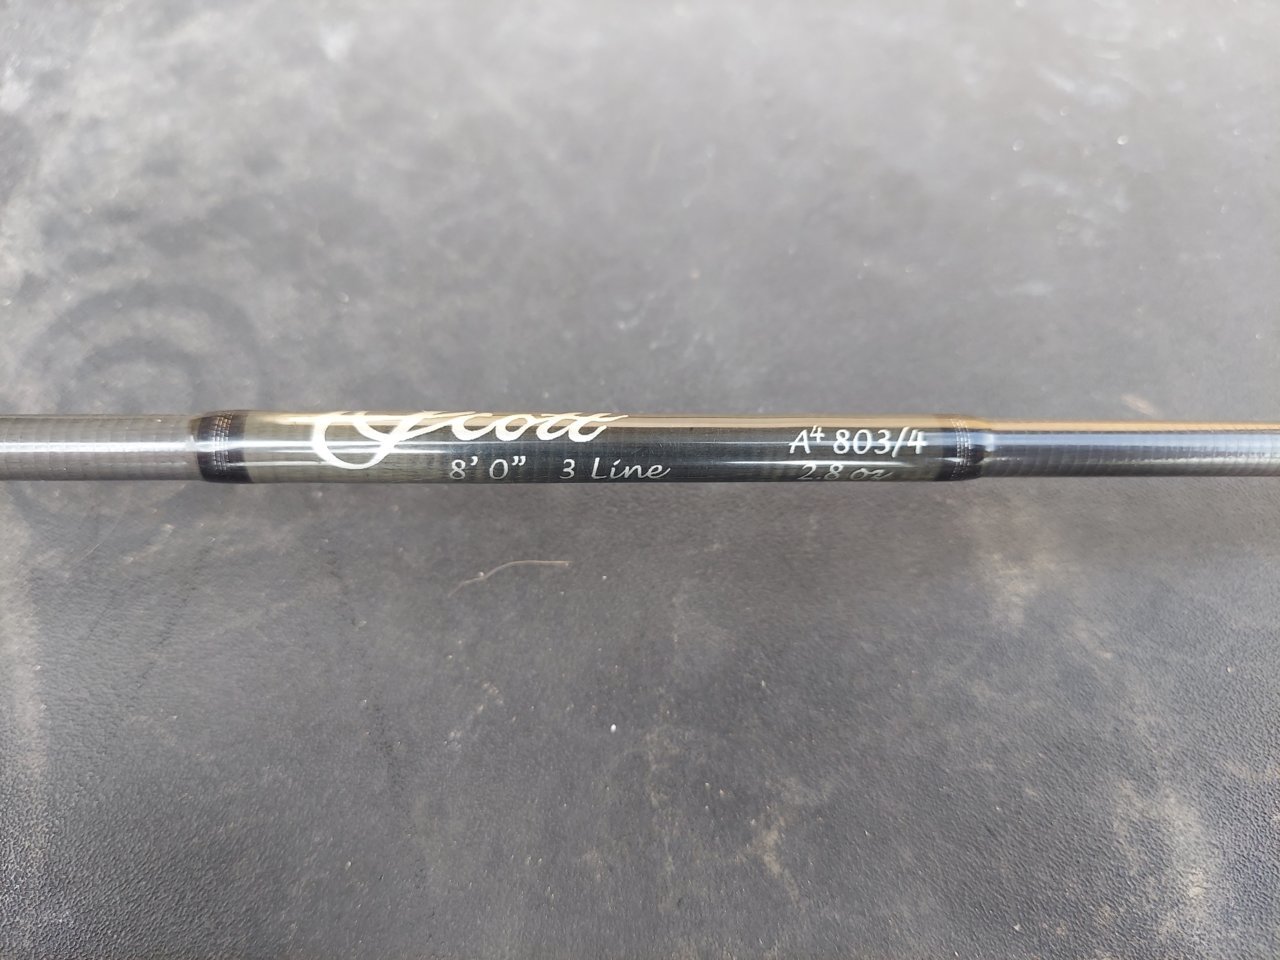 Scott
8' 0" 3 Line
A⁴ 803/4
2.8 oz